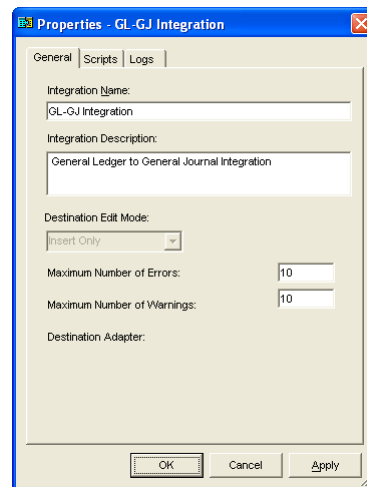 Properties - GL-GJ Integration
General Scripts Logs
Integration Name:
GL-GJ Integration
Integration Description:
General Ledger to General Journal Integration
Destination Edit Mode:
Insert Only
Maximum Number of Errors: 10
Maximum Number of Warnings: 10
Destination Adapter:
OK Cancel Apply